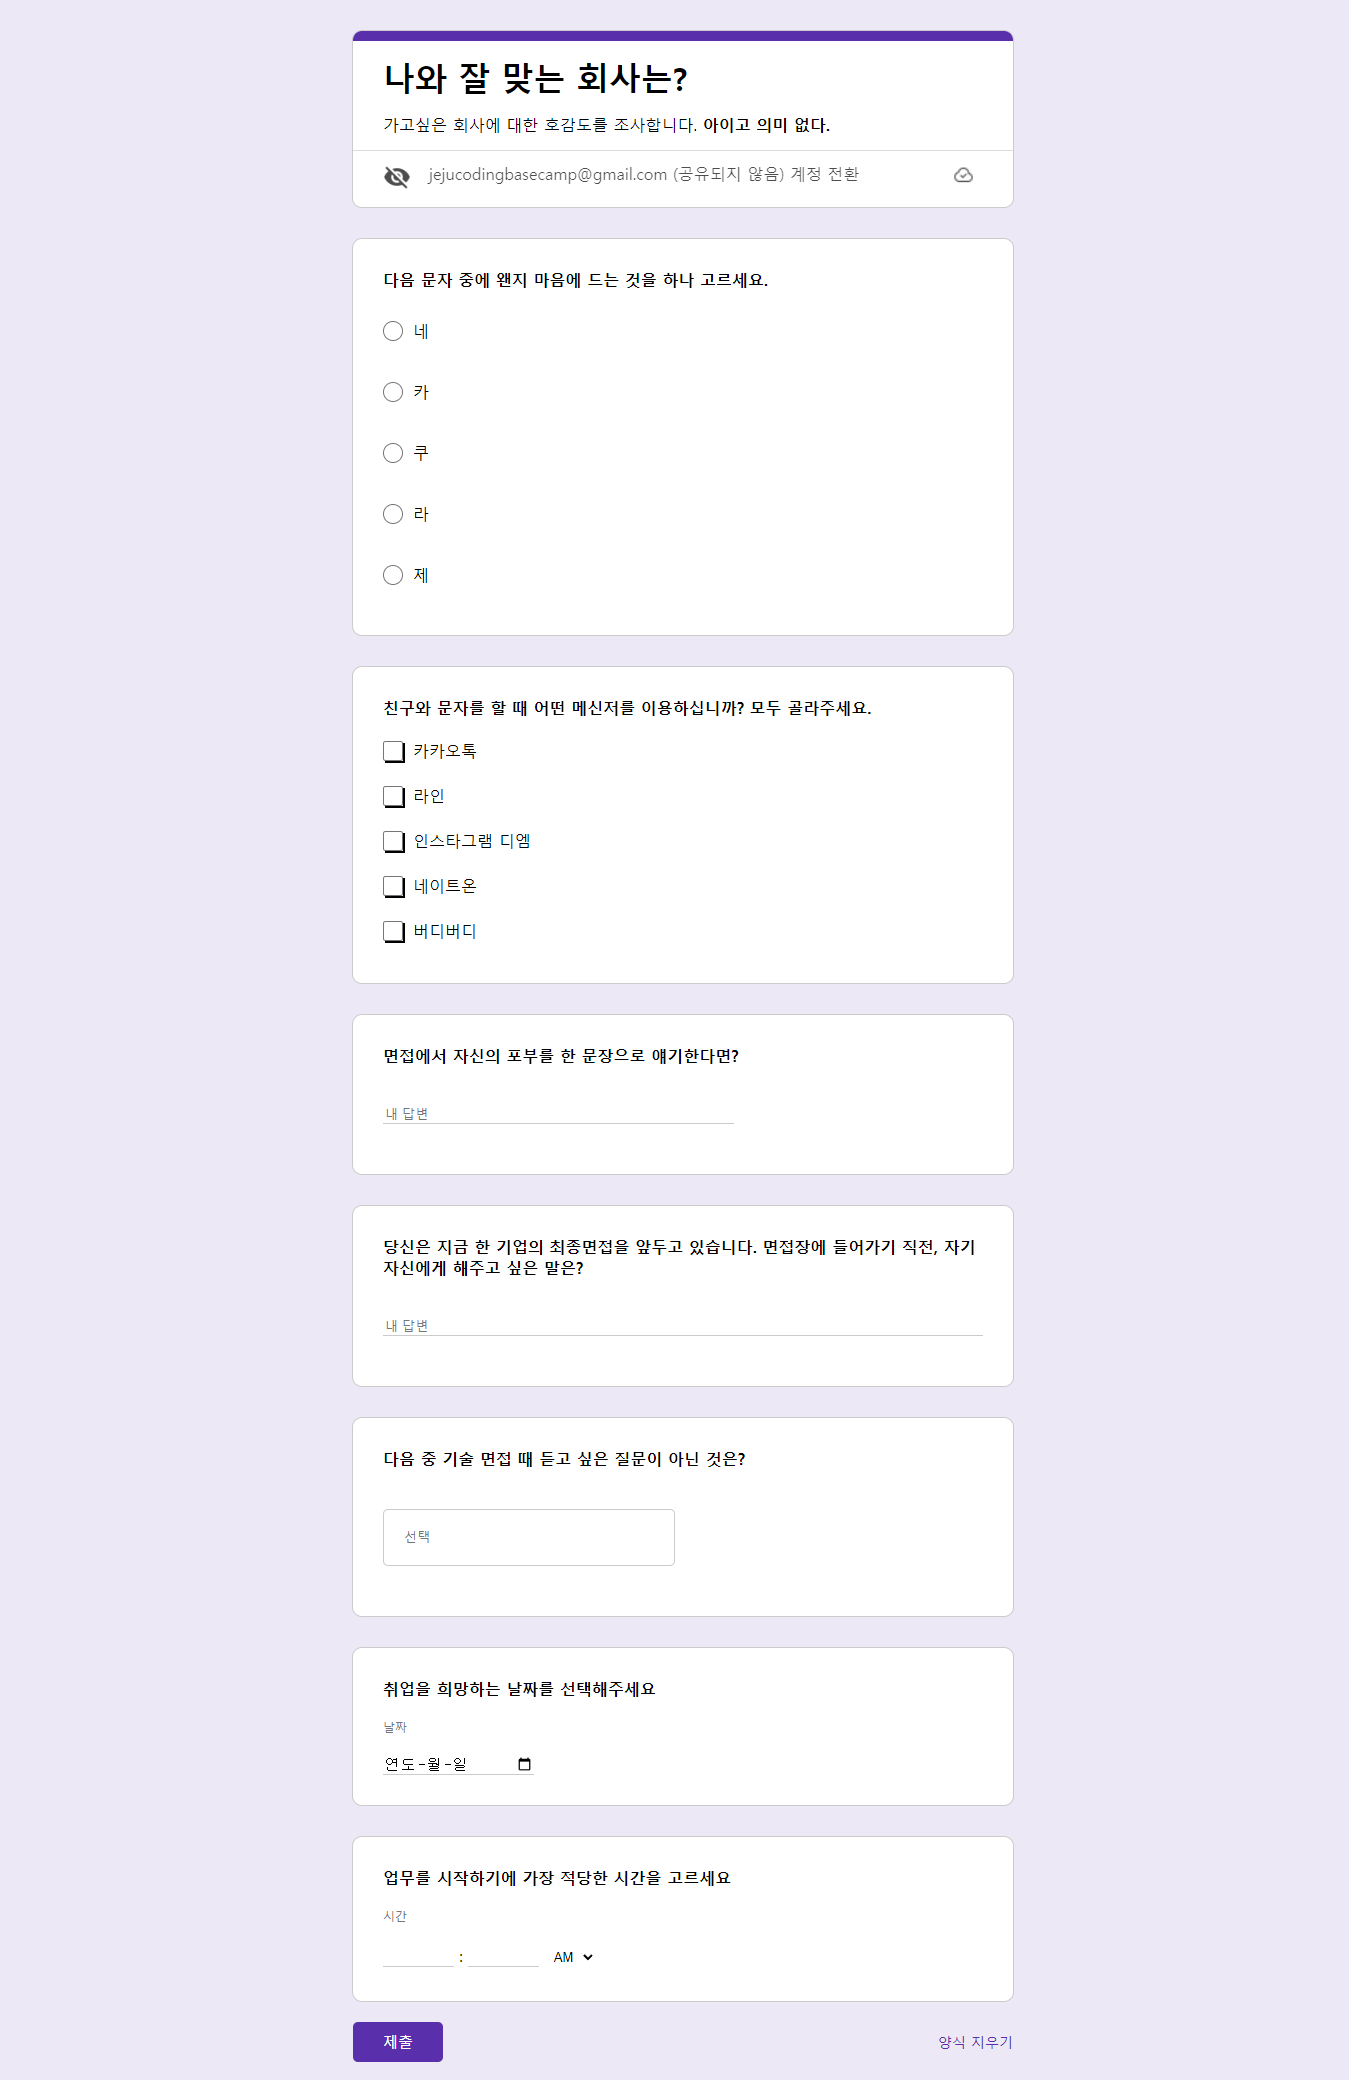 나와 잘 맞는 회사는?
가고싶은 회사에 대한 호감도를 조사합니다. 아이고 의미 없다.
jejucodingbasecamp@gmail.com (공유되지 않음) 계정 전환
다음 문자 중에 왠지 마음에 드는 것을 하나 고르세요.
네
카
쿠
라
제
친구와 문자를 할 때 어떤 메신저를 이용하십니까? 모두 골라주세요.
카카오톡
라인
인스타그램 디엠
네이트온
버디버디
면접에서 자신의 포부를 한 문장으로 얘기한다면?
내 답변
당신은 지금 한 기업의 최종면접을 앞두고 있습니다. 면접장에 들어가기 직전, 자기
자신에게 해주고 싶은 말은?
내 답변
다음 중 기술 면접 때 듣고 싶은 질문이 아닌 것은?
선택
취업을 희망하는 날짜를 선택해주세요
날짜
연도-월-일
업무를 시작하기에 가장 적당한 시간을 고르세요
시간
: AM
제출
양식 지우기